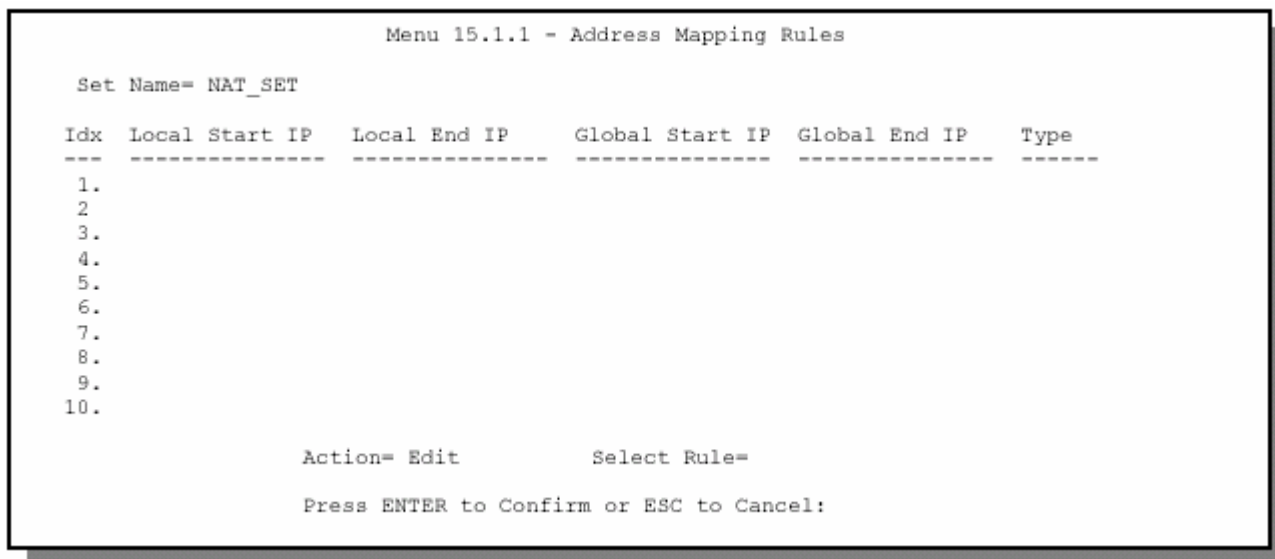 Menu 15.1.1 - Address Mapping Rules
Set Name= NAT_SET
Idx Local Start IP Local End IP Global Start IP Global End IP Type
--- --------------- --------------- --------------- --------------- ------
1.
2
3.
4.
5.
6.
7.
8.
9.
10.
Action= Edit Select Rule=
Press ENTER to Confirm or ESC to Cancel: